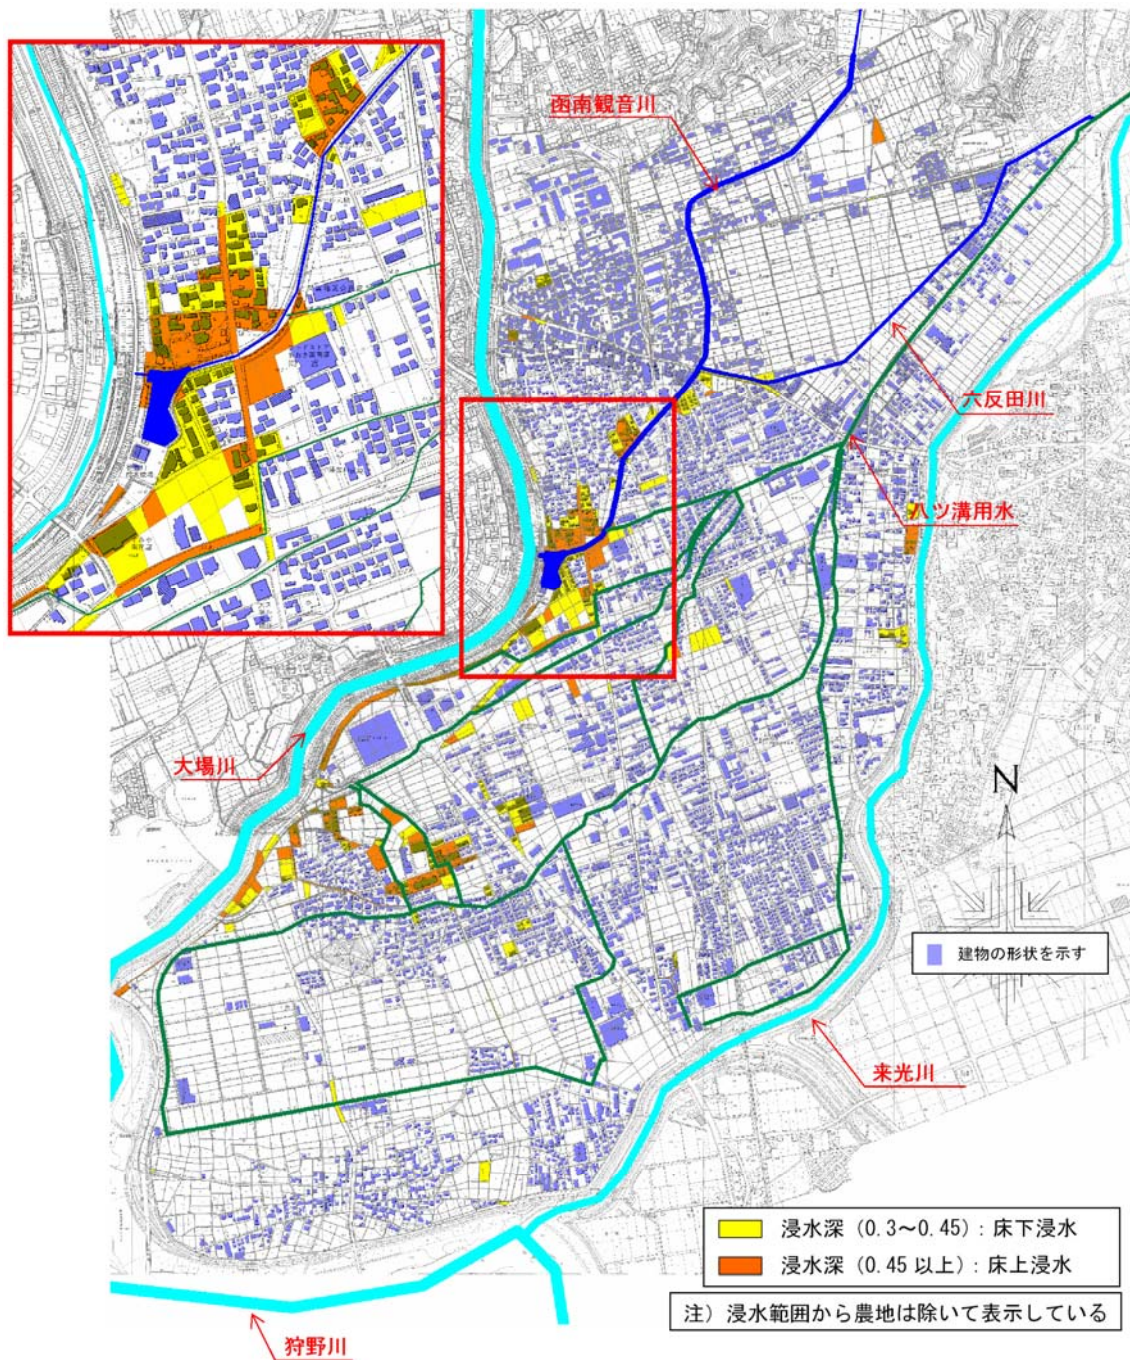 函南観音川
六反田川
八ツ溝用水
大場川
N
建物の形状を示す
来光川
浸水深（0.3～0.45）：床下浸水
浸水深（0.45 以上）：床上浸水
注）浸水範囲から農地は除いて表示している
狩野川